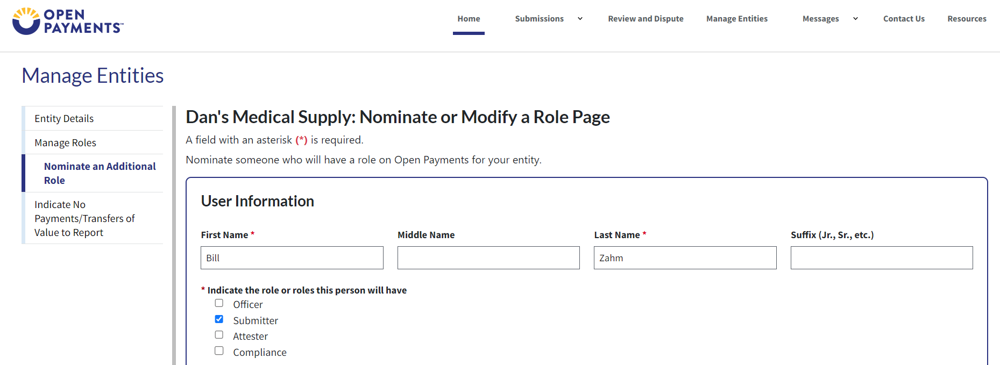 OPEN
PAYMENTS™
Home Submissions Review and Dispute Manage Entities Messages Contact Us Resources
Manage Entities
Entity Details
Manage Roles
Nominate an Additional
Role
Indicate No
Payments/Transfers of
Value to Report
Dan's Medical Supply: Nominate or Modify a Role Page
A field with an asterisk (*) is required.
Nominate someone who will have a role on Open Payments for your entity.
User Information
First Name * Middle Name Last Name * Suffix (Jr., Sr., etc.)
Bill Zahm
* Indicate the role or roles this person will have
Officer
Submitter
Attester
Compliance